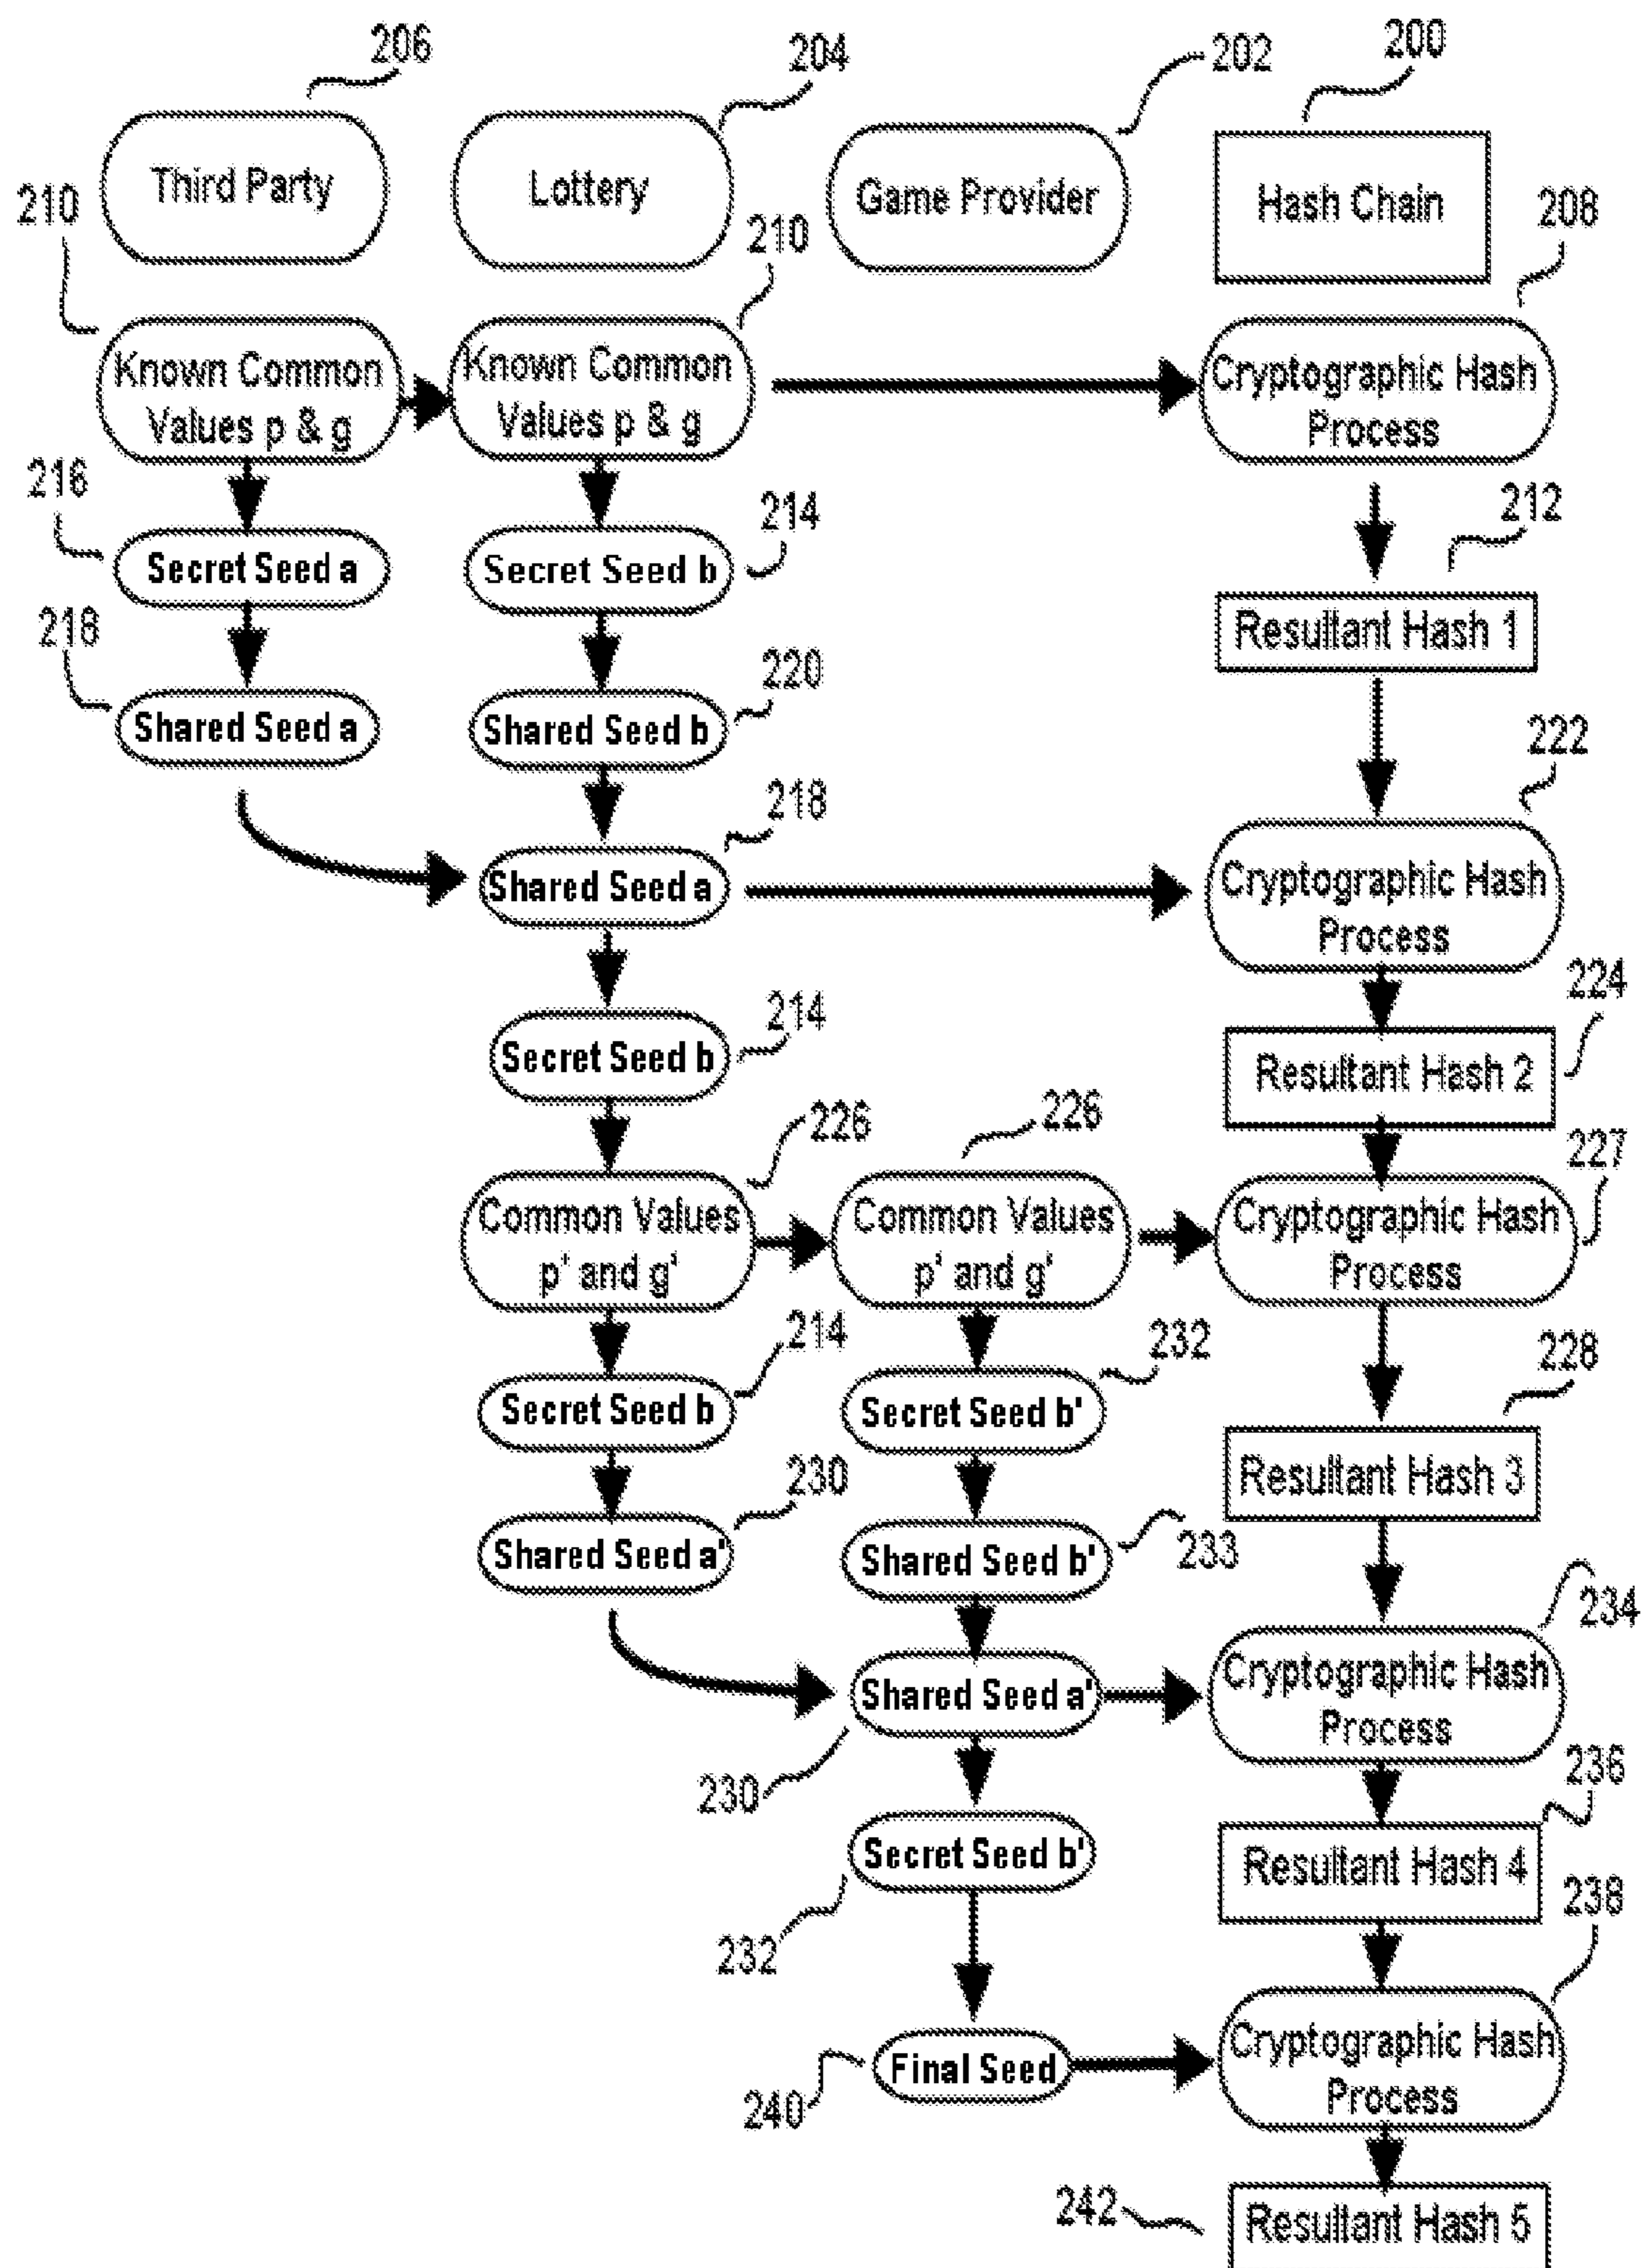 206
204
202
200
Third Party
Lottery
Game Provider
Hash Chain
210
210
208
Known Common
Values p & g
Known Common
Values p & g
Cryptographic Hash
Process
216
214
212
Secret Seed a
Secret Seed b
Resultant Hash 1
218
220
Shared Seed a
Shared Seed b
222
218
Shared Seed a
Cryptographic Hash
Process
214
224
Secret Seed b
Resultant Hash 2
226
226
227
Common Values
p' and g'
Common Values
p' and g'
Cryptographic Hash
Process
214
232
228
Secret Seed b
Secret Seed b'
Resultant Hash 3
230
233
Shared Seed a'
Shared Seed b'
234
Shared Seed a'
Cryptographic Hash
Process
230
236
Secret Seed b'
Resultant Hash 4
232
238
240
Final Seed
Cryptographic Hash
Process
242
Resultant Hash 5